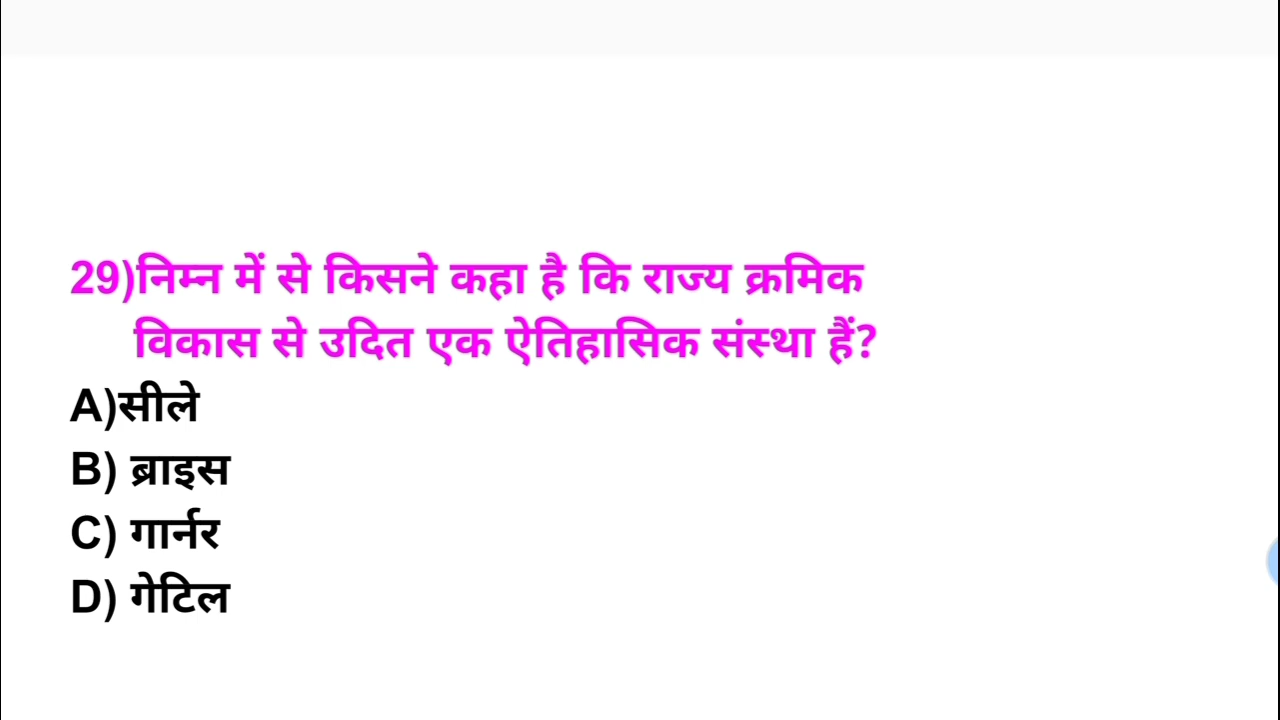 29)निम्न में से किसने कहा है कि राज्य क्रमिक
विकास से उदित एक ऐतिहासिक संस्था हैं?
A)सीले
B) ब्राइस
C) गार्नर
D) गेटिल